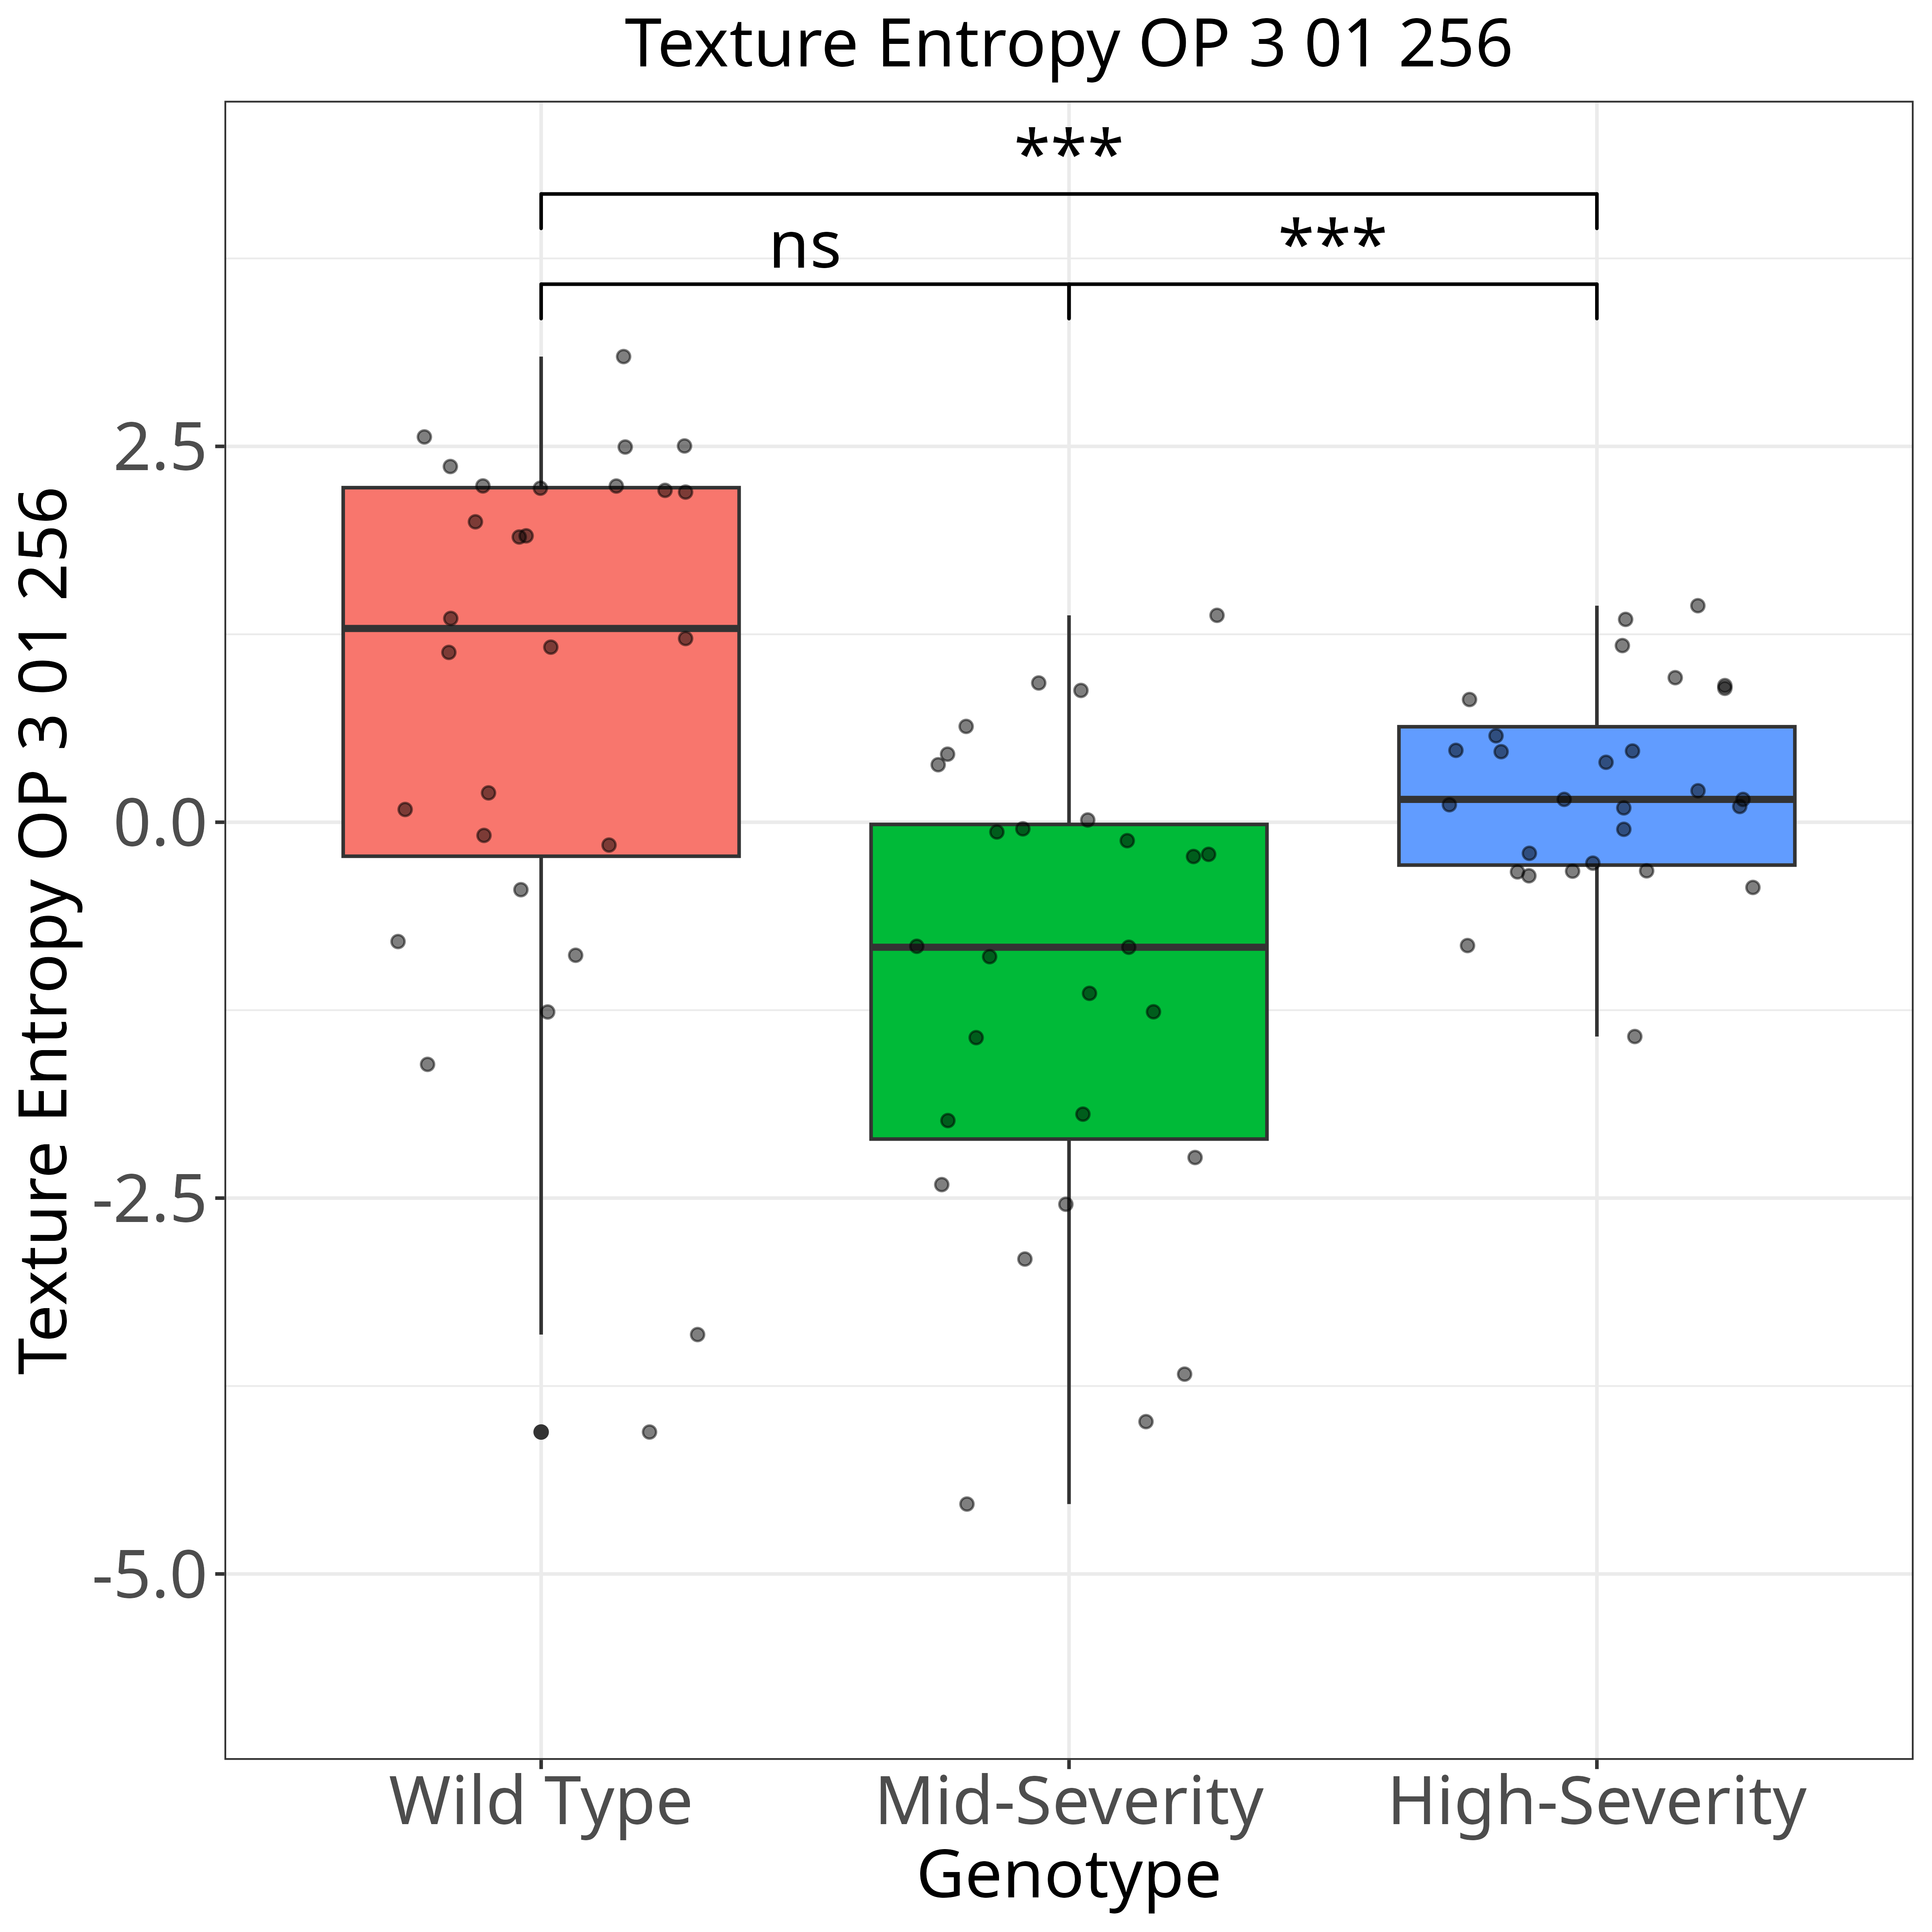 Texture Entropy OP 3 01 256
***
ns
***
2.5
0.0
-2.5
-5.0
Texture Entropy OP 3 01 256
Wild Type
Mid-Severity
High-Severity
Genotype